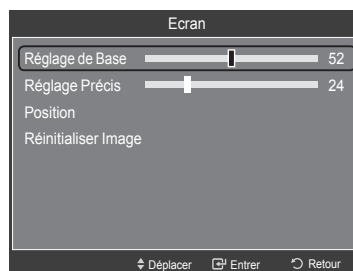 Ecran
Réglage de Base 52
Réglage Précis 24
Position
Réinitialiser Image
Déplacer Entrer Retour